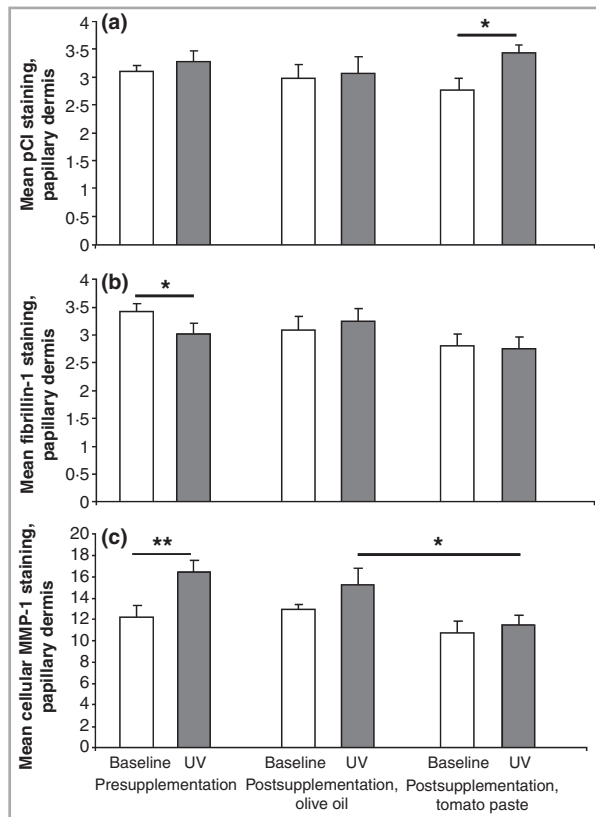 (a)
Mean pCI staining,
papillary dermis
4
3·5
3
2·5
2
1·5
1
0·5
0
*
(b)
Mean fibrillin-1 staining,
papillary dermis
4
3·5
3
2·5
2
1·5
1
0·5
0
*
(c)
Mean cellular MMP-1 staining,
papillary dermis
20
18
16
14
12
10
8
6
4
2
0
**
*
Baseline UV Baseline UV Baseline UV
Presupplementation Postsupplementation, Postsupplementation,
olive oil tomato paste